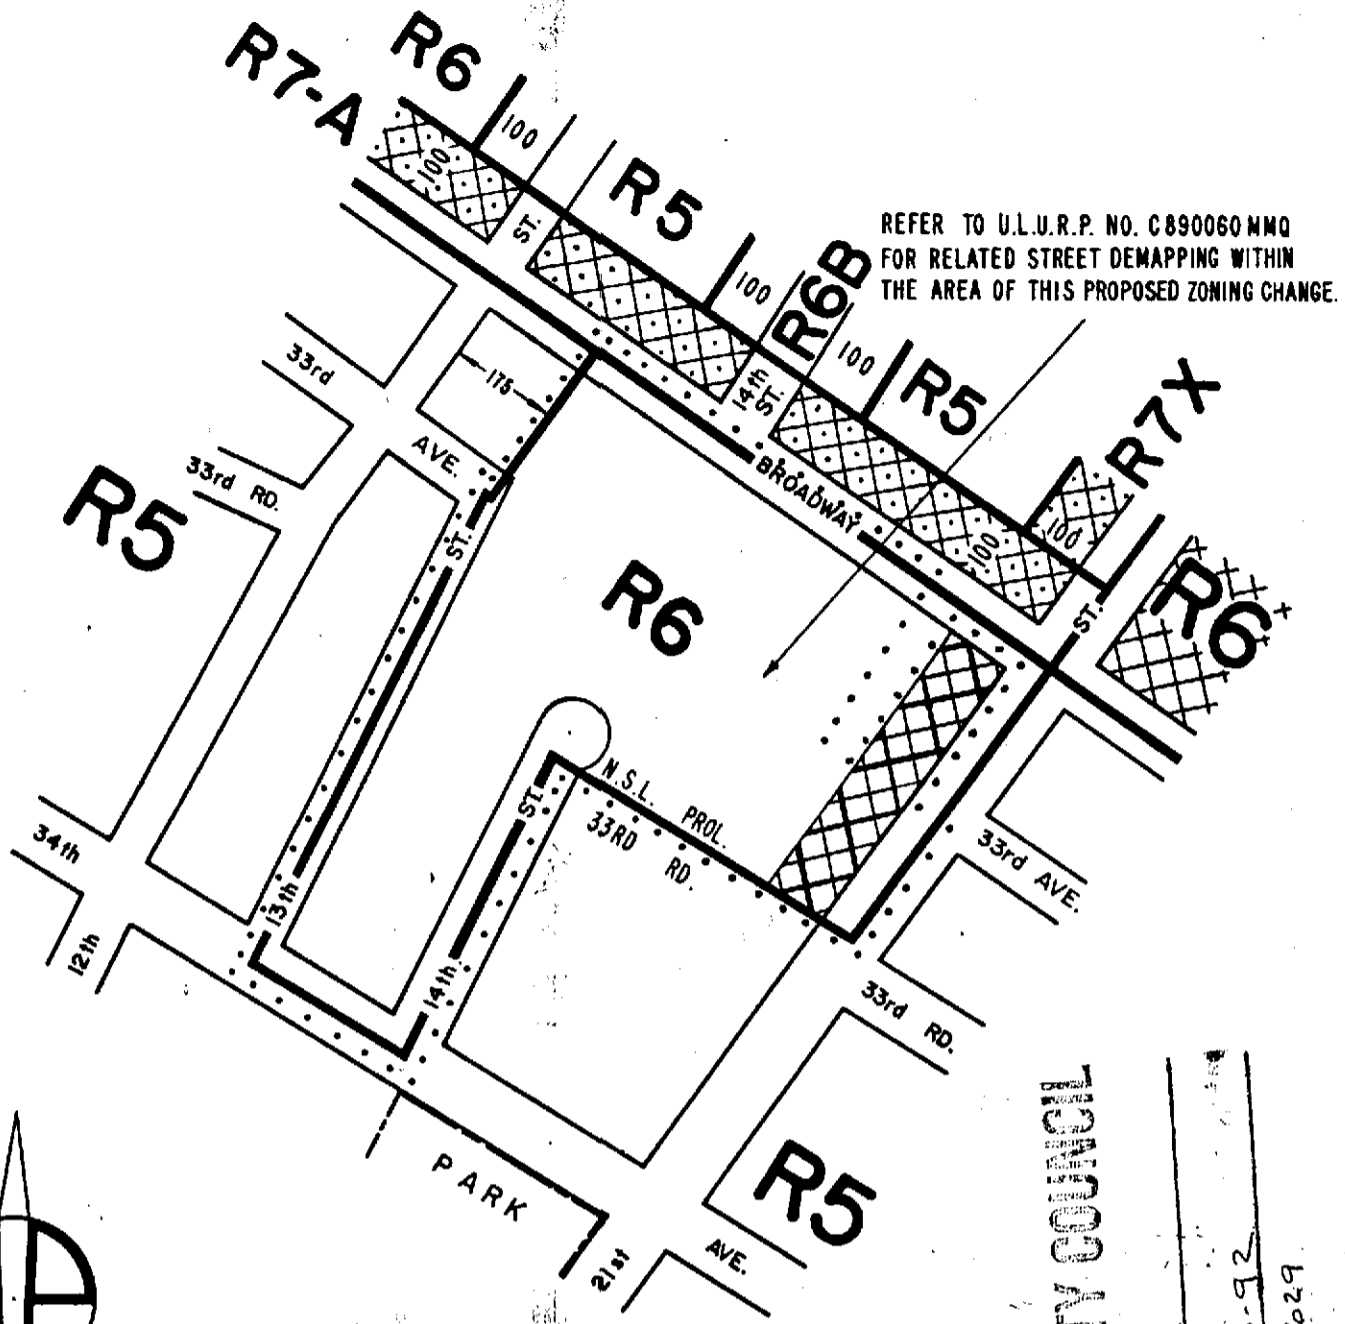 R6
R7-A
100
100
ST.
R5
100
R6B
14th
ST.
100
R5
R7X
100
100
ST.
R6
REFER TO U.L.U.R.P. NO. C890060 MMQ
FOR RELATED STREET DEMAPPING WITHIN
THE AREA OF THIS PROPOSED ZONING CHANGE.
BROADWAY
33rd
AVE.
175
33rd RD.
R5
ST.
R6
N.S.L. PROL.
33RD RD.
ST.
34th
12th
13th
14th
33rd AVE.
33rd RD.
R5
PARK
21st
AVE.
COUNCIL
-92
029